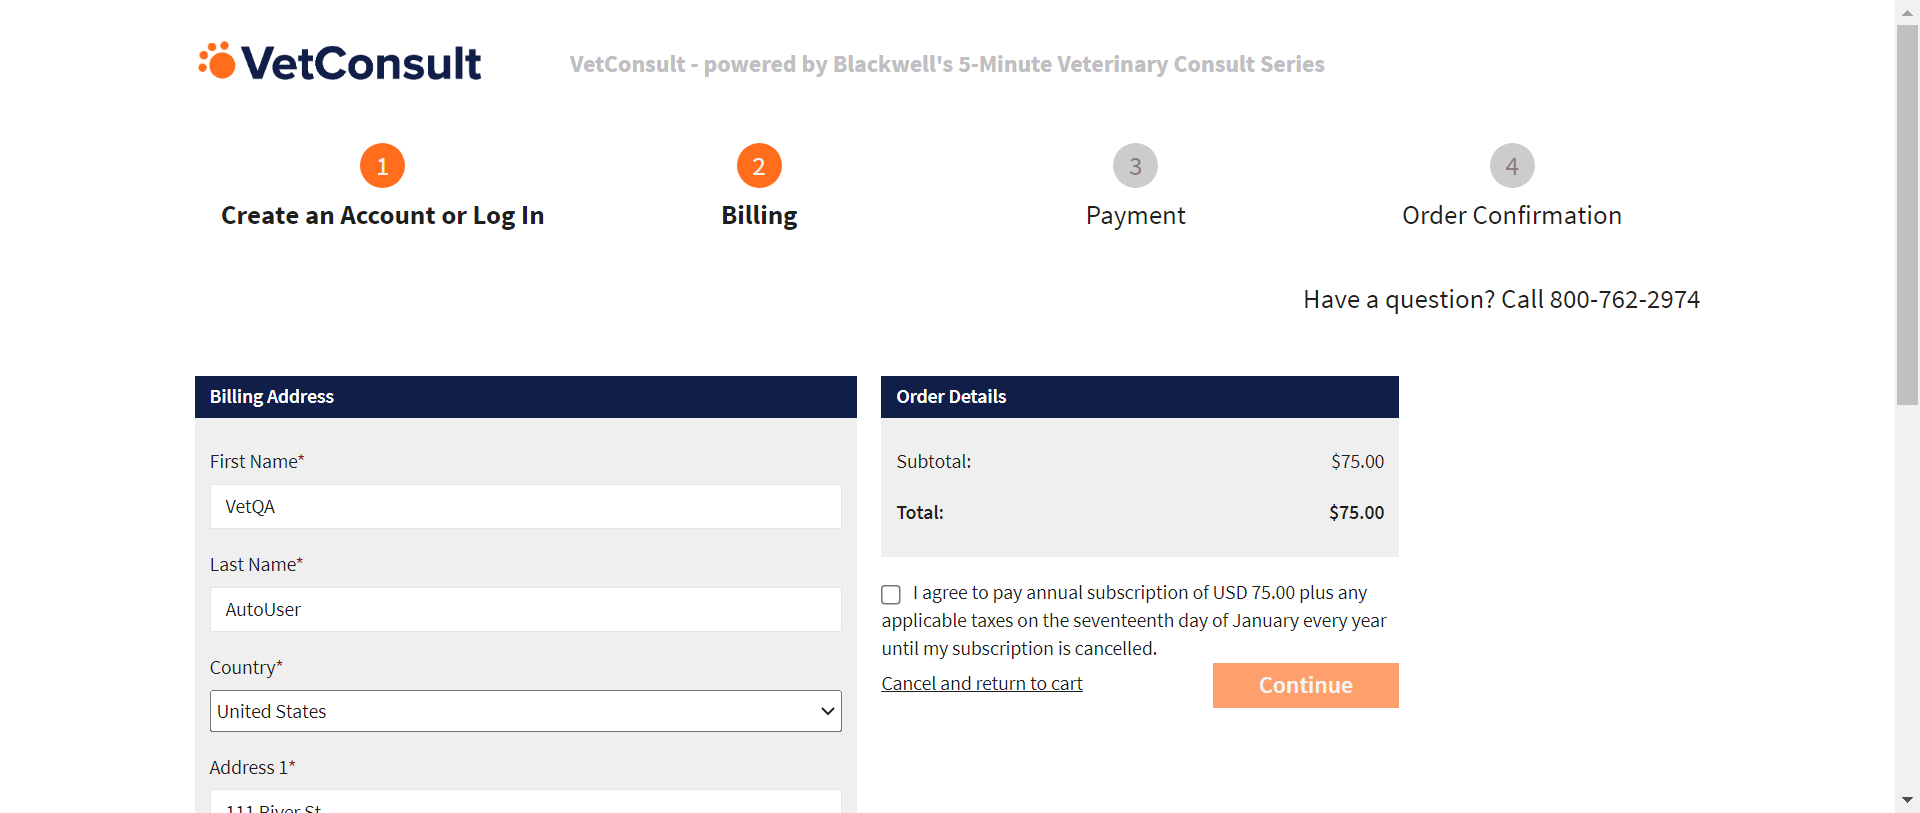 VetConsult
VetConsult - powered by Blackwell's 5-Minute Veterinary Consult Series
1
Create an Account or Log In
2
Billing
3
Payment
4
Order Confirmation
Have a question? Call 800-762-2974
Billing Address
First Name*
VetQA
Last Name*
AutoUser
Country*
United States
Address 1*
111 River St
Order Details
Subtotal: $75.00
Total: $75.00
I agree to pay annual subscription of USD 75.00 plus any
applicable taxes on the seventeenth day of January every year
until my subscription is cancelled.
Cancel and return to cart
Continue